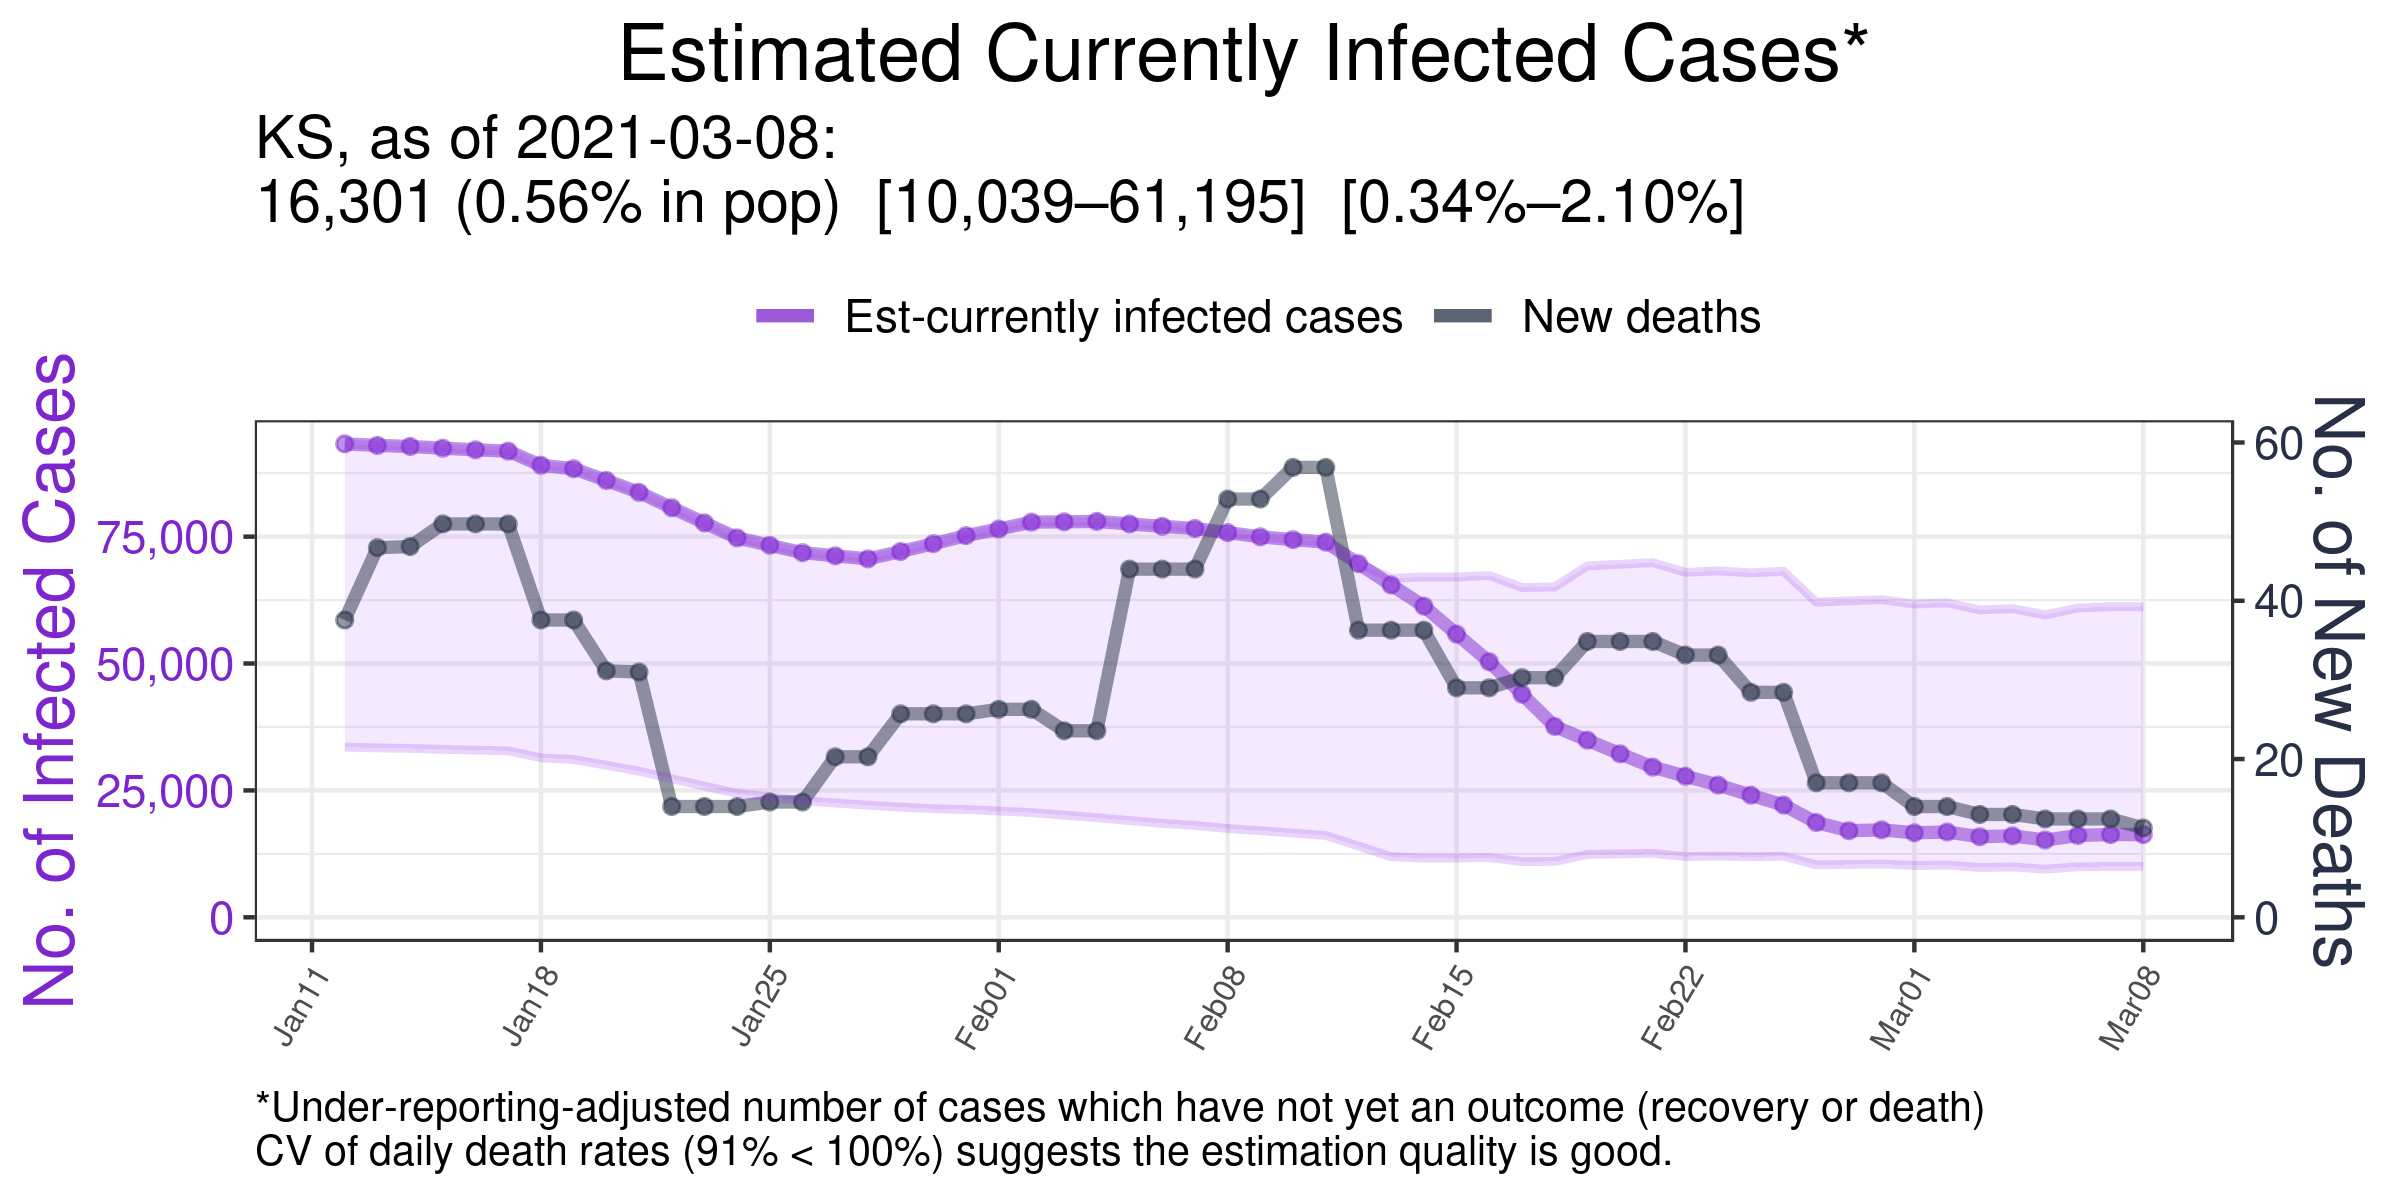 Estimated Currently Infected Cases*
KS, as of 2021-03-08:
16,301 (0.56% in pop)  [10,039–61,195]  [0.34%–2.10%]
Est-currently infected cases
New deaths
No. of Infected Cases
75,000
50,000
25,000
0
60
40
20
0
No. of New Deaths
Jan11
Jan18
Jan25
Feb01
Feb08
Feb15
Feb22
Mar01
Mar08
*Under-reporting-adjusted number of cases which have not yet an outcome (recovery or death)
CV of daily death rates (91% < 100%) suggests the estimation quality is good.